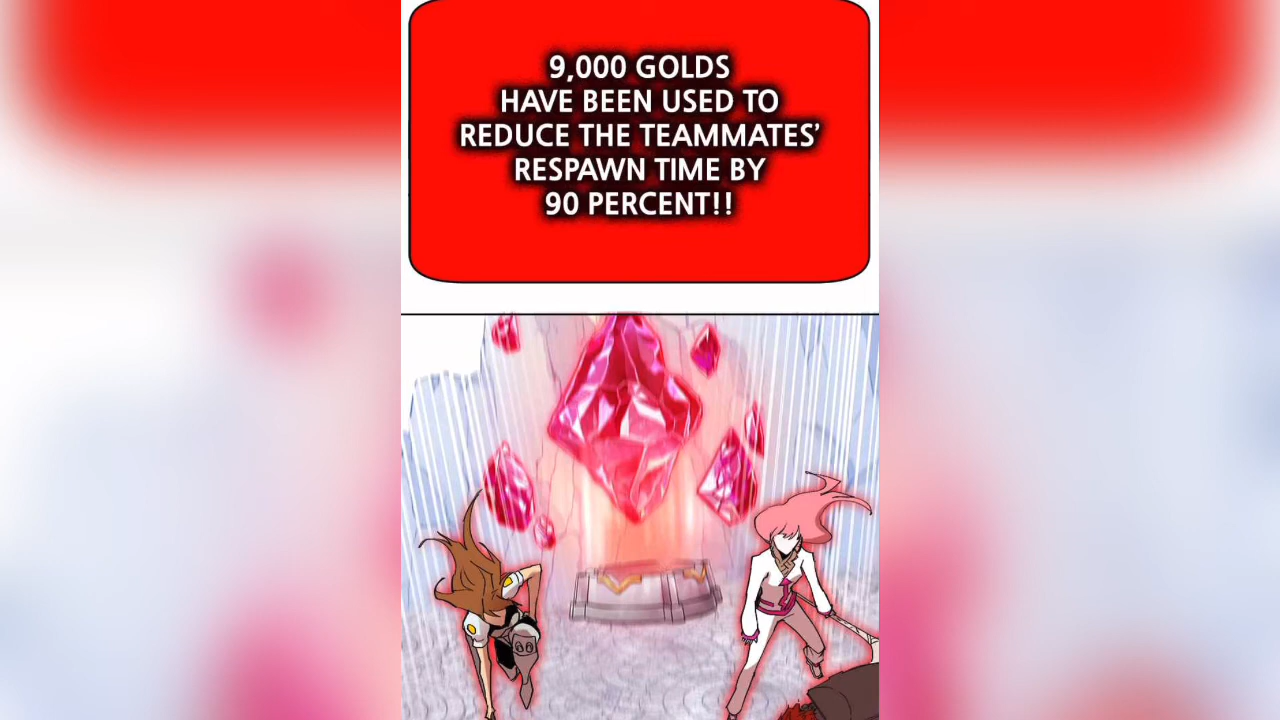 9,000 GOLDS
HAVE BEEN USED TO
REDUCE THE TEAMMATES’
RESPAWN TIME BY
90 PERCENT!!